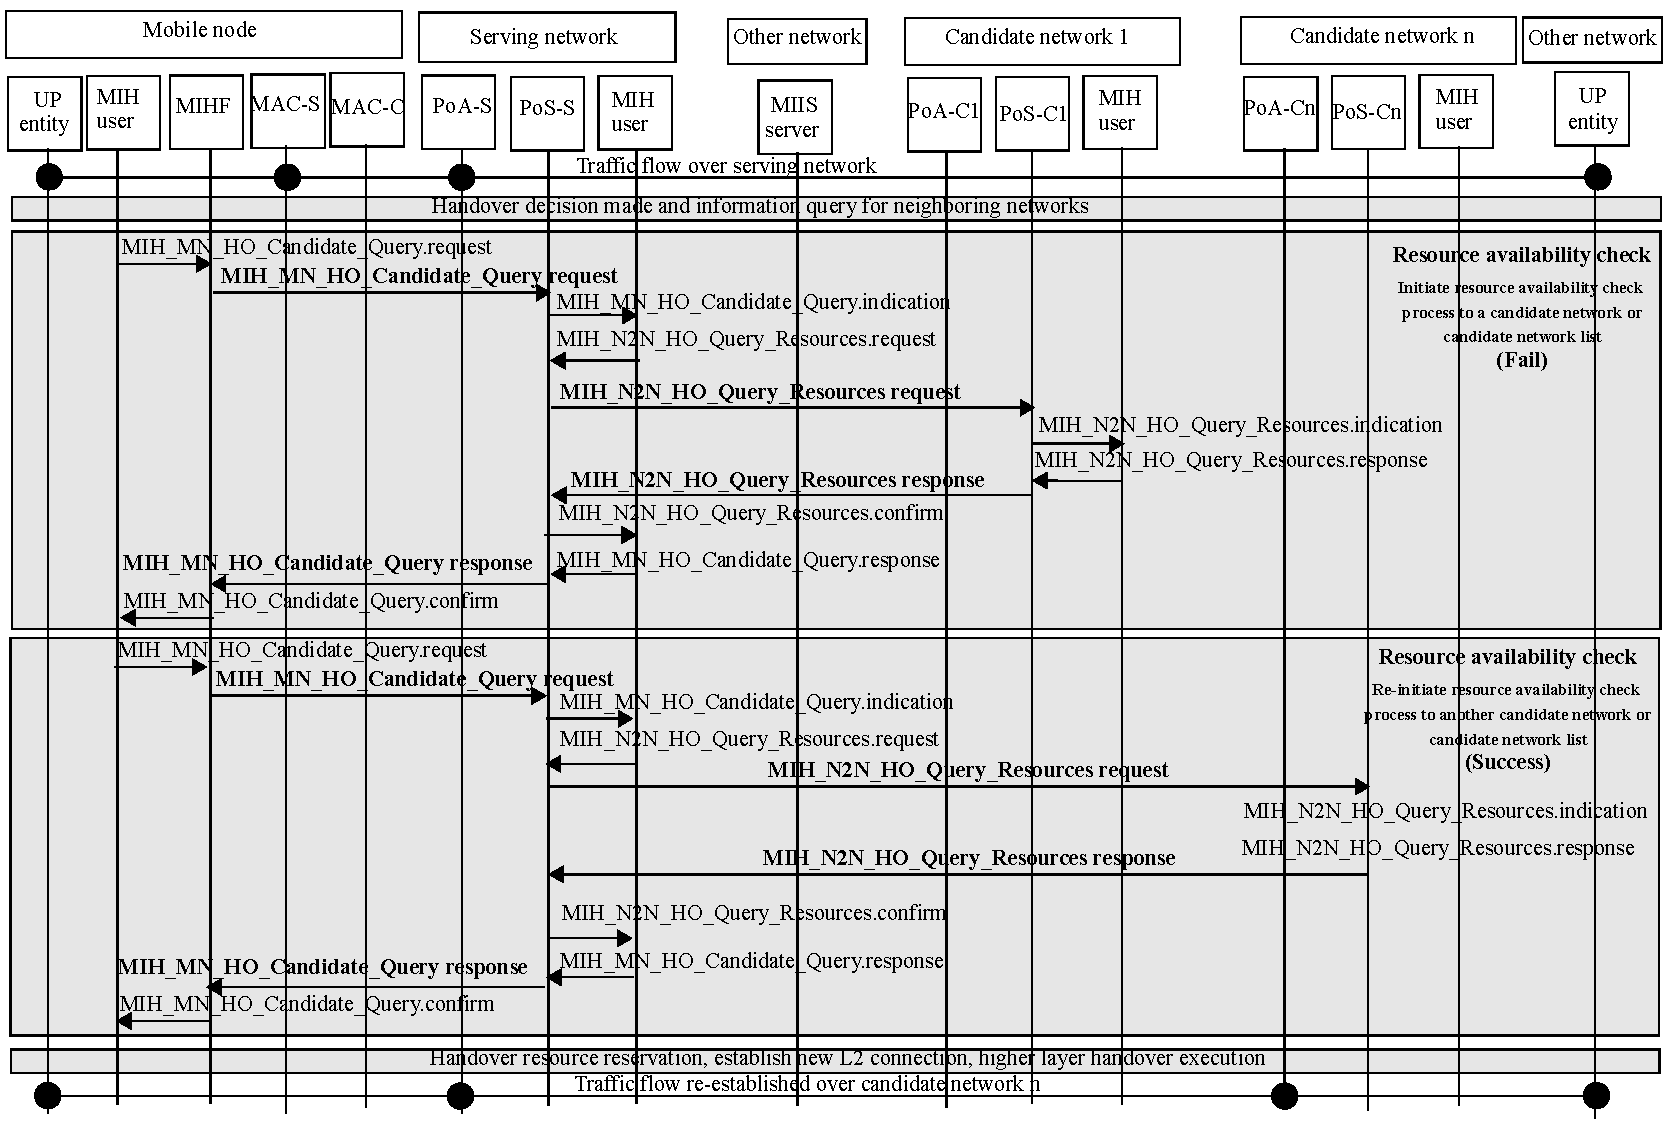 Mobile node
Serving network
Other network
Candidate network 1
Candidate network n
Other network
UP
entity
MIH
user
MIHF
MAC-S
MAC-C
PoA-S
PoS-S
MIH
user
MIIS
server
PoA-C1
PoS-C1
MIH
user
PoA-Cn
PoS-Cn
MIH
user
UP
entity
Traffic flow over serving network
Handover decision made and information query for neighboring networks
MIH_MN_HO_Candidate_Query.request
MIH_MN_HO_Candidate_Query request
MIH_MN_HO_Candidate_Query.indication
MIH_N2N_HO_Query_Resources.request
MIH_N2N_HO_Query_Resources request
MIH_N2N_HO_Query_Resources.indication
MIH_N2N_HO_Query_Resources.response
MIH_N2N_HO_Query_Resources response
MIH_N2N_HO_Query_Resources.confirm
MIH_MN_HO_Candidate_Query.response
MIH_MN_HO_Candidate_Query response
MIH_MN_HO_Candidate_Query.confirm
Resource availability check
Initiate resource availability check
process to a candidate network or
candidate network list
(Fail)
MIH_MN_HO_Candidate_Query.request
MIH_MN_HO_Candidate_Query request
MIH_MN_HO_Candidate_Query.indication
MIH_N2N_HO_Query_Resources.request
MIH_N2N_HO_Query_Resources request
MIH_N2N_HO_Query_Resources.indication
MIH_N2N_HO_Query_Resources.response
MIH_N2N_HO_Query_Resources response
MIH_N2N_HO_Query_Resources.confirm
MIH_MN_HO_Candidate_Query.response
MIH_MN_HO_Candidate_Query response
MIH_MN_HO_Candidate_Query.confirm
Resource availability check
Re-initiate resource availability check
process to another candidate network or
candidate network list
(Success)
Handover resource reservation, establish new L2 connection, higher layer handover execution
Traffic flow re-established over candidate network n